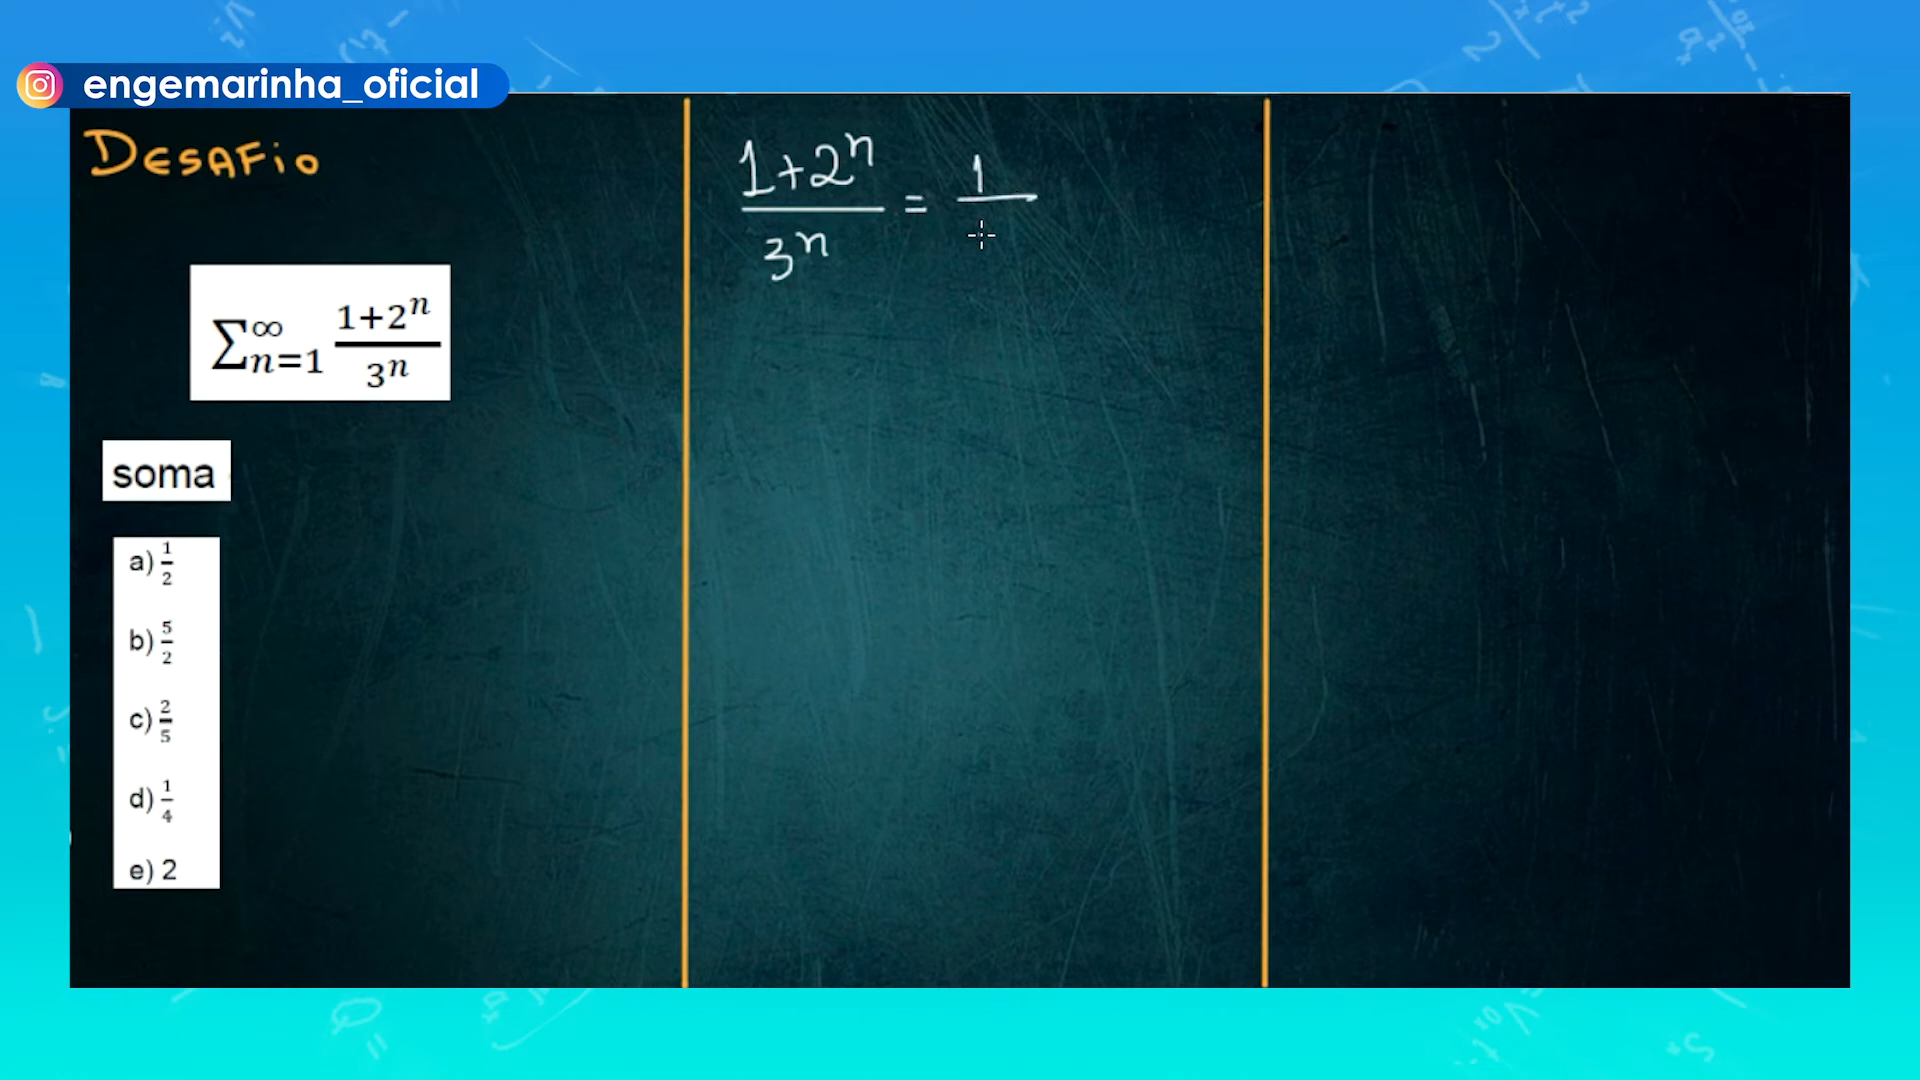 engemarinha_oficial
DESAFiO
∑ₙ₌₁^∞ (1+2ⁿ)/3ⁿ
soma
a) 1/2
b) 5/2
c) 2/5
d) 1/4
e) 2
(1+2ⁿ)/3ⁿ = 1/